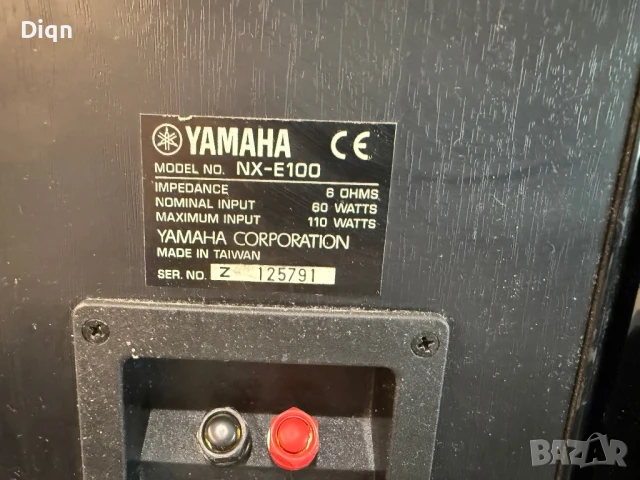 Diqn
YAMAHA CE
MODEL NO. NX-E100
IMPEDANCE 6 OHMS
NOMINAL INPUT 60 WATTS
MAXIMUM INPUT 110 WATTS
YAMAHA CORPORATION
MADE IN TAIWAN
SER. NO. Z 125791
BAZAR